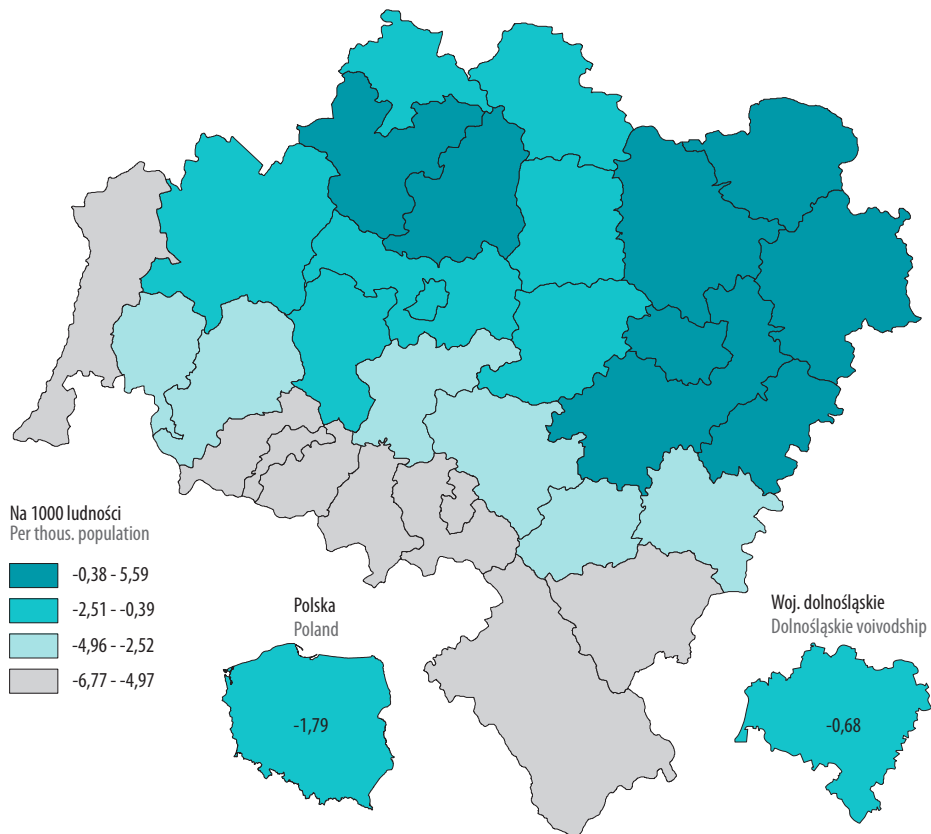 Na 1000 ludności
Per thous. population
-0,38 - 5,59
-2,51 - -0,39
-4,96 - -2,52
-6,77 - -4,97
Polska
Poland
-1,79
Woj. dolnośląskie
Dolnośląskie voivodship
-0,68